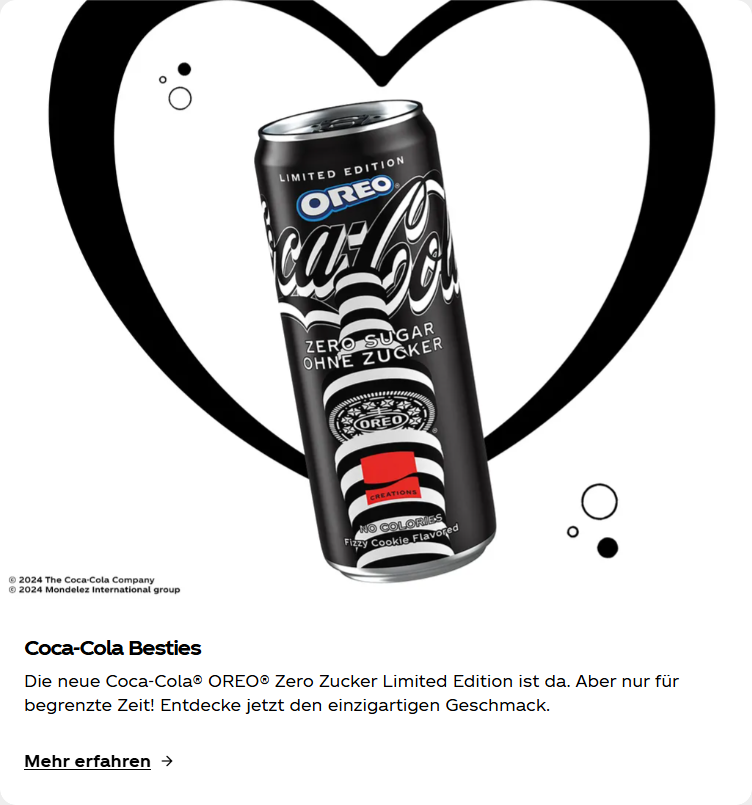 LIMITED EDITION
OREO®
ca-Col
ZERO SUGAR
OHNE ZUCKER
OREO
®
CREATIONS
NO CALORIES
Fizzy Cookie Flavored
© 2024 The Coca-Cola Company
© 2024 Mondelez International group
Coca-Cola Besties
Die neue Coca-Cola® OREO® Zero Zucker Limited Edition ist da. Aber nur für
begrenzte Zeit! Entdecke jetzt den einzigartigen Geschmack.
Mehr erfahren →